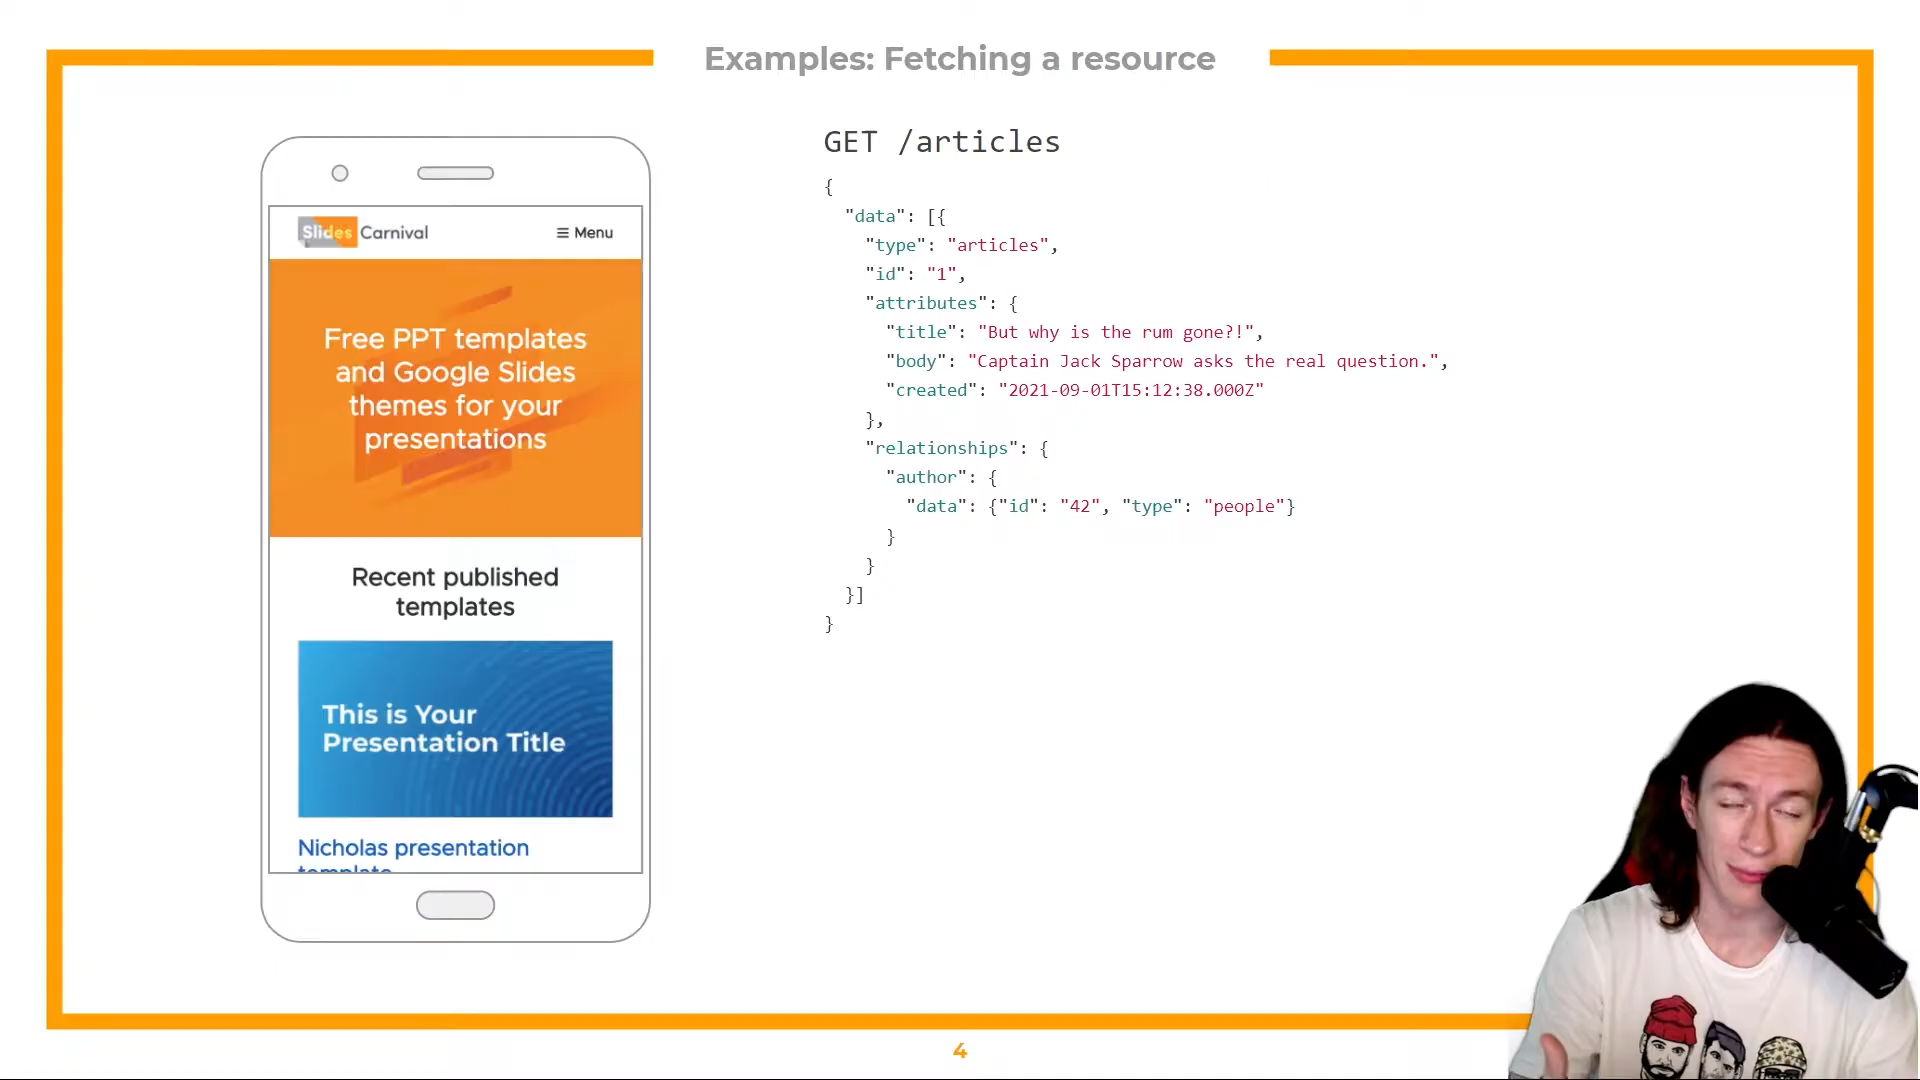 Examples: Fetching a resource
Slides Carnival
≡ Menu
Free PPT templates
and Google Slides
themes for your
presentations
Recent published
templates
This is Your
Presentation Title
Nicholas presentation
template
GET /articles
{
  "data": [{
    "type": "articles",
    "id": "1",
    "attributes": {
      "title": "But why is the rum gone?!",
      "body": "Captain Jack Sparrow asks the real question.",
      "created": "2021-09-01T15:12:38.000Z"
    },
    "relationships": {
      "author": {
        "data": {"id": "42", "type": "people"}
      }
    }
  }]
}
4